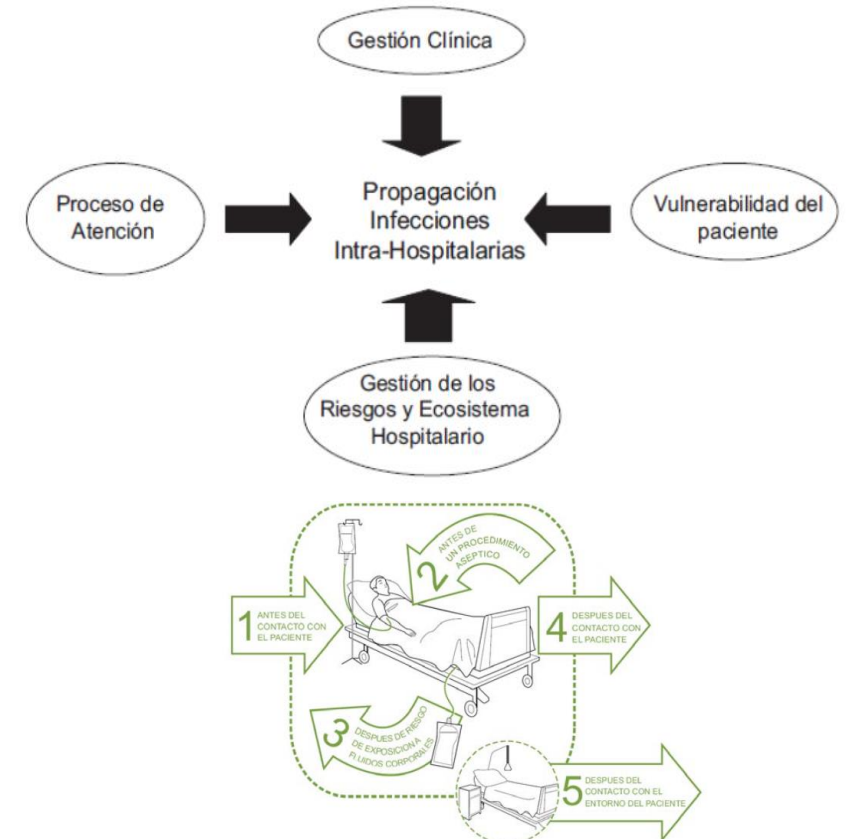 Gestión Clínica
Proceso de
Atención
Propagación
Infecciones
Intra-Hospitalarias
Vulnerabilidad del
paciente
Gestión de los
Riesgos y Ecosistema
Hospitalario
1 ANTES DEL
CONTACTO CON
EL PACIENTE
2 ANTES DE
UN PROCEDIMIENTO
ASEPTICO
3 DESPUES DE RIESGO
DE EXPOSICION A
FLUIDOS CORPORALES
4 DESPUES DEL
CONTACTO CON
EL PACIENTE
5 DESPUES DEL
CONTACTO CON EL
ENTORNO DEL PACIENTE